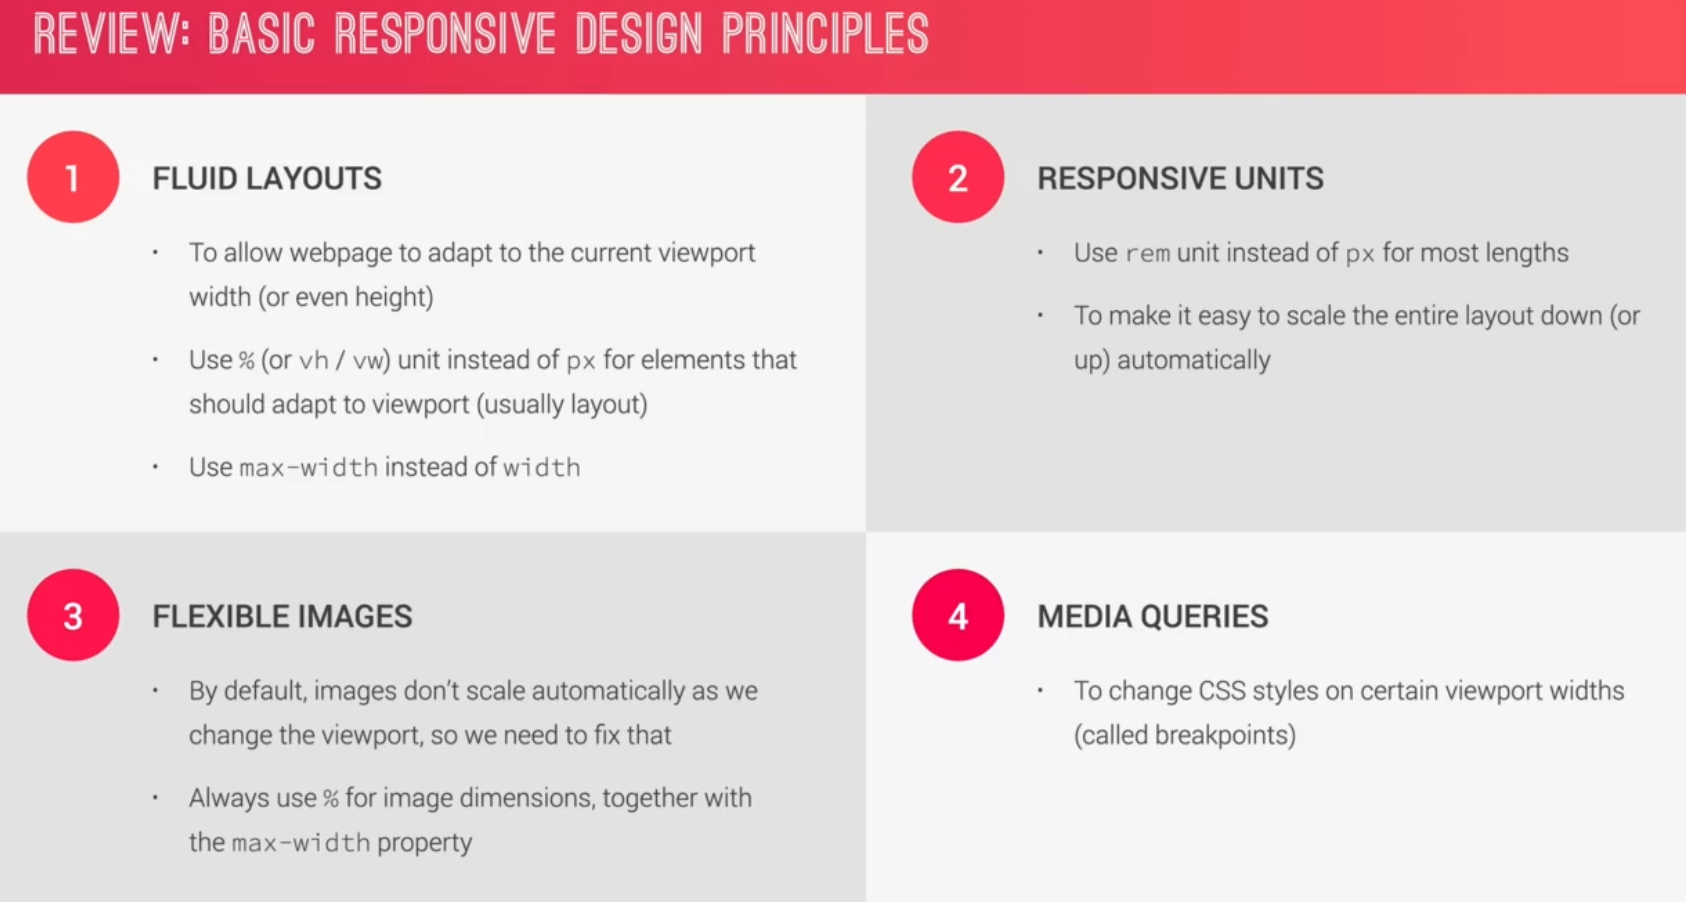 REVIEW: BASIC RESPONSIVE DESIGN PRINCIPLES
1
FLUID LAYOUTS
• To allow webpage to adapt to the current viewport
width (or even height)
• Use % (or vh / vw) unit instead of px for elements that
should adapt to viewport (usually layout)
• Use max-width instead of width
2
RESPONSIVE UNITS
• Use rem unit instead of px for most lengths
• To make it easy to scale the entire layout down (or
up) automatically
3
FLEXIBLE IMAGES
• By default, images don’t scale automatically as we
change the viewport, so we need to fix that
• Always use % for image dimensions, together with
the max-width property
4
MEDIA QUERIES
• To change CSS styles on certain viewport widths
(called breakpoints)